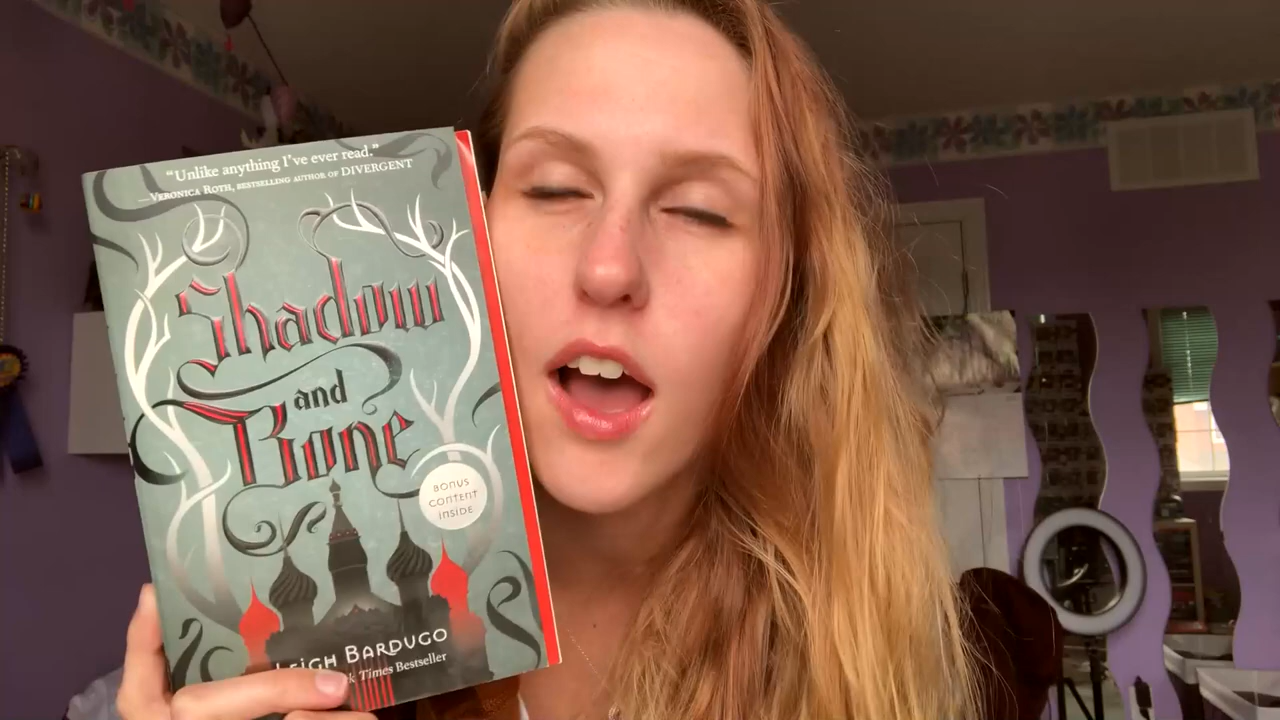 “Unlike anything I’ve ever read.”
—VERONICA ROTH, BESTSELLING AUTHOR OF DIVERGENT
Shadow
and
Bone
BONUS
CONTENT
INSIDE
LEIGH BARDUGO
Times Bestseller